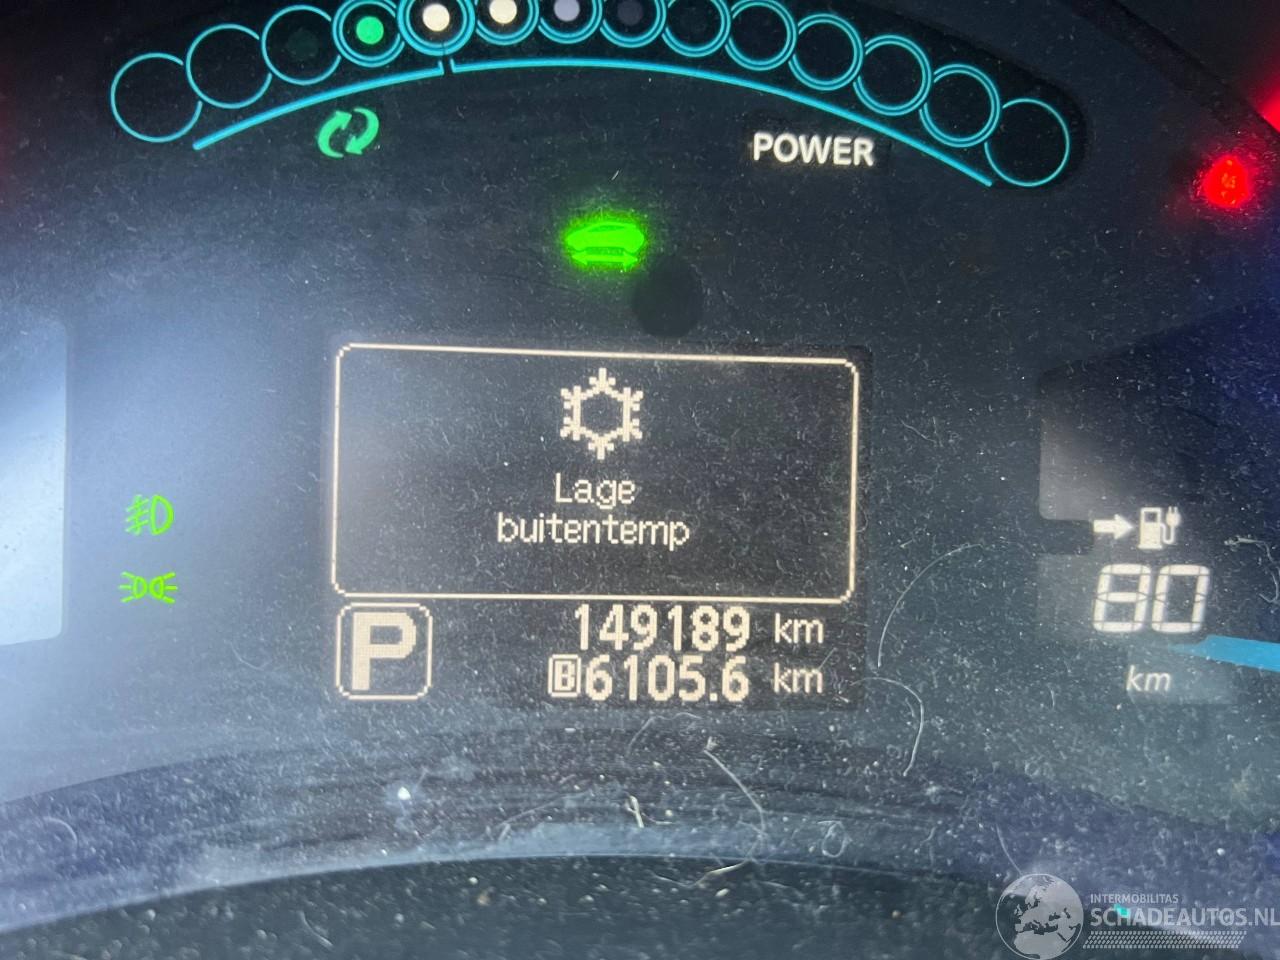 POWER
Lage
buitentemp
80
km
P
149189 km
B 6105.6 km
INTERMOBILITAS
SCHADEAUTOS.NL